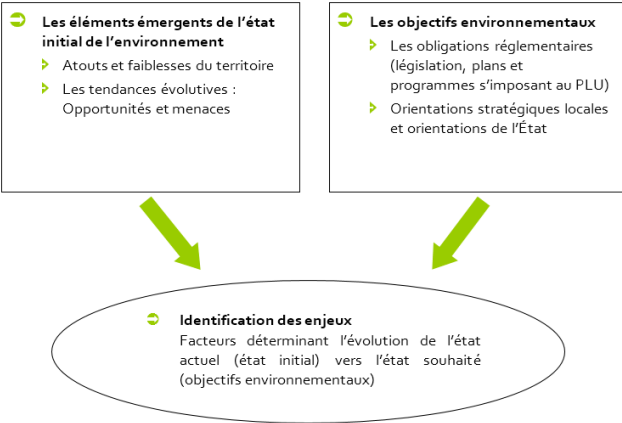 Les éléments émergents de l'état
initial de l'environnement
Atouts et faiblesses du territoire
Les tendances évolutives :
Opportunités et menaces
Les objectifs environnementaux
Les obligations réglementaires
(législation, plans et
programmes s'imposant au PLU)
Orientations stratégiques locales
et orientations de l'État
Identification des enjeux
Facteurs déterminant l'évolution de l'état
actuel (état initial) vers l'état souhaité
(objectifs environnementaux)